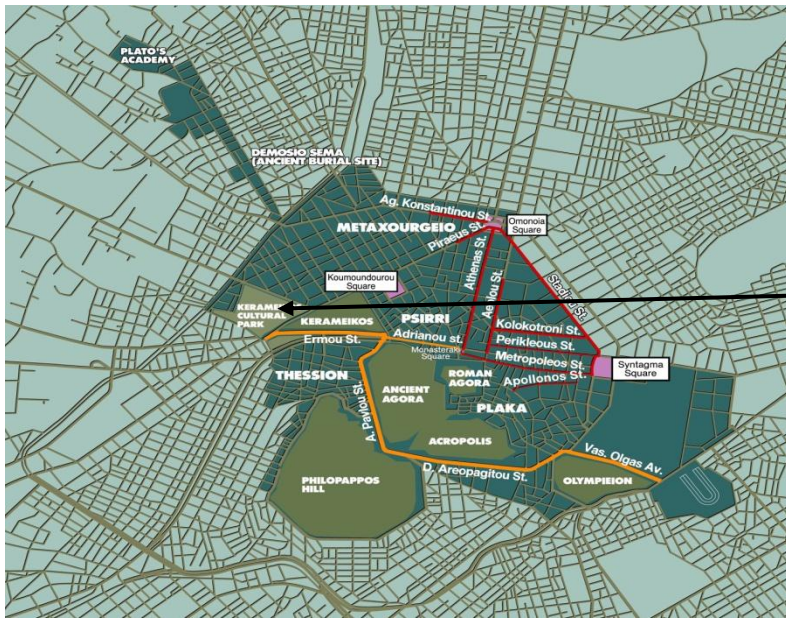 PLATO'S
ACADEMY
DEMOSIO SEMA
(ANCIENT BURIAL SITE)
Ag. Konstantinou St.
Omonoia
Square
METAXOURGEIO
Piraeus St.
Athenas St.
Aeolou St.
Stadiou St.
Koumoundourou
Square
CULTURAL
PARK
KERAMEIKOS
PSIRRI
Kolokotroni St.
Ermou St.
Adrianou st.
Perikleous St.
Monasteraki
Square
Metropoleos St.
Syntagma
Square
THESSION
ROMAN
AGORA
Apollonos St.
A. Pavlou St.
ANCIENT
AGORA
PLAKA
ACROPOLIS
Vas. Olgas Av.
D. Areopagitou St.
PHILOPAPPOS
HILL
OLYMPIEION